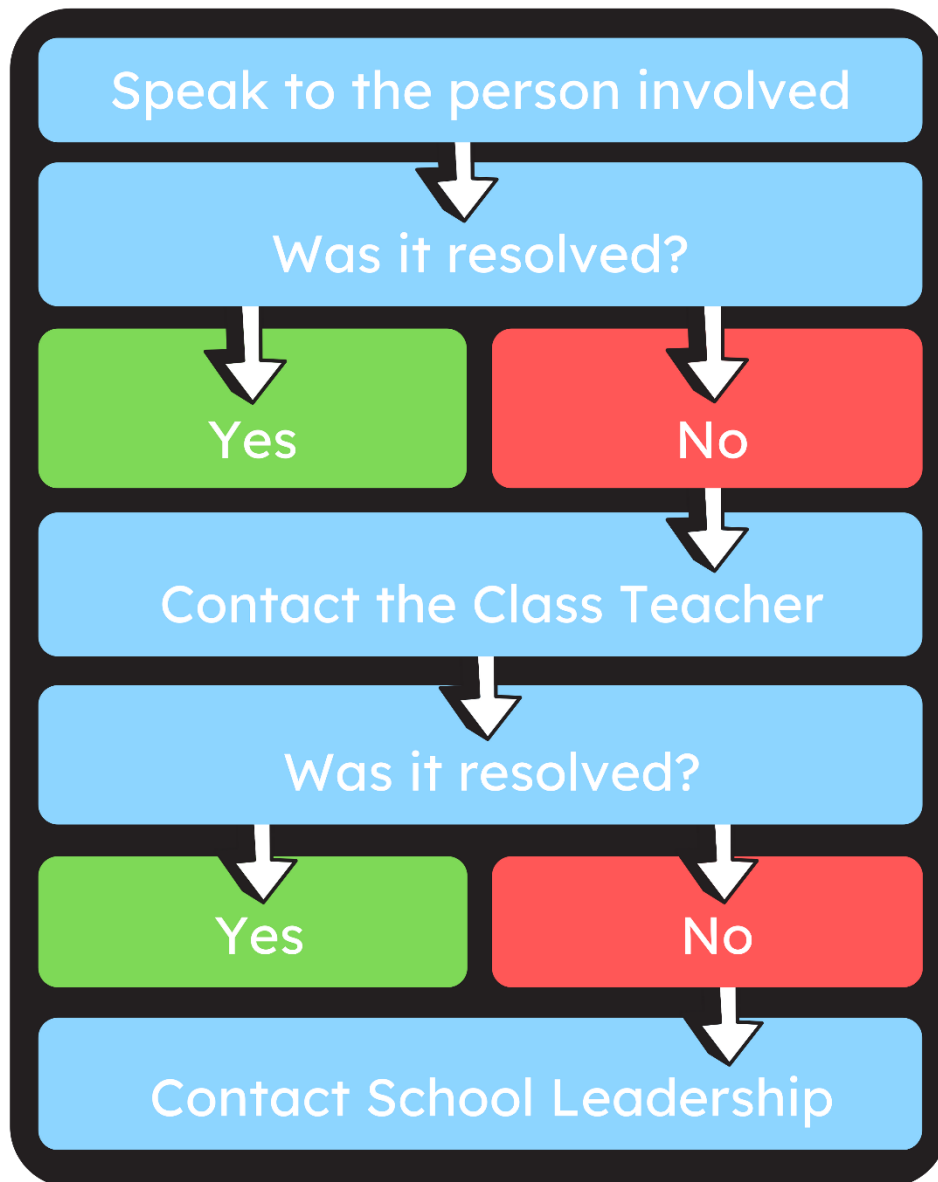 Speak to the person involved
Was it resolved?
Yes
No
Contact the Class Teacher
Was it resolved?
Yes
No
Contact School Leadership